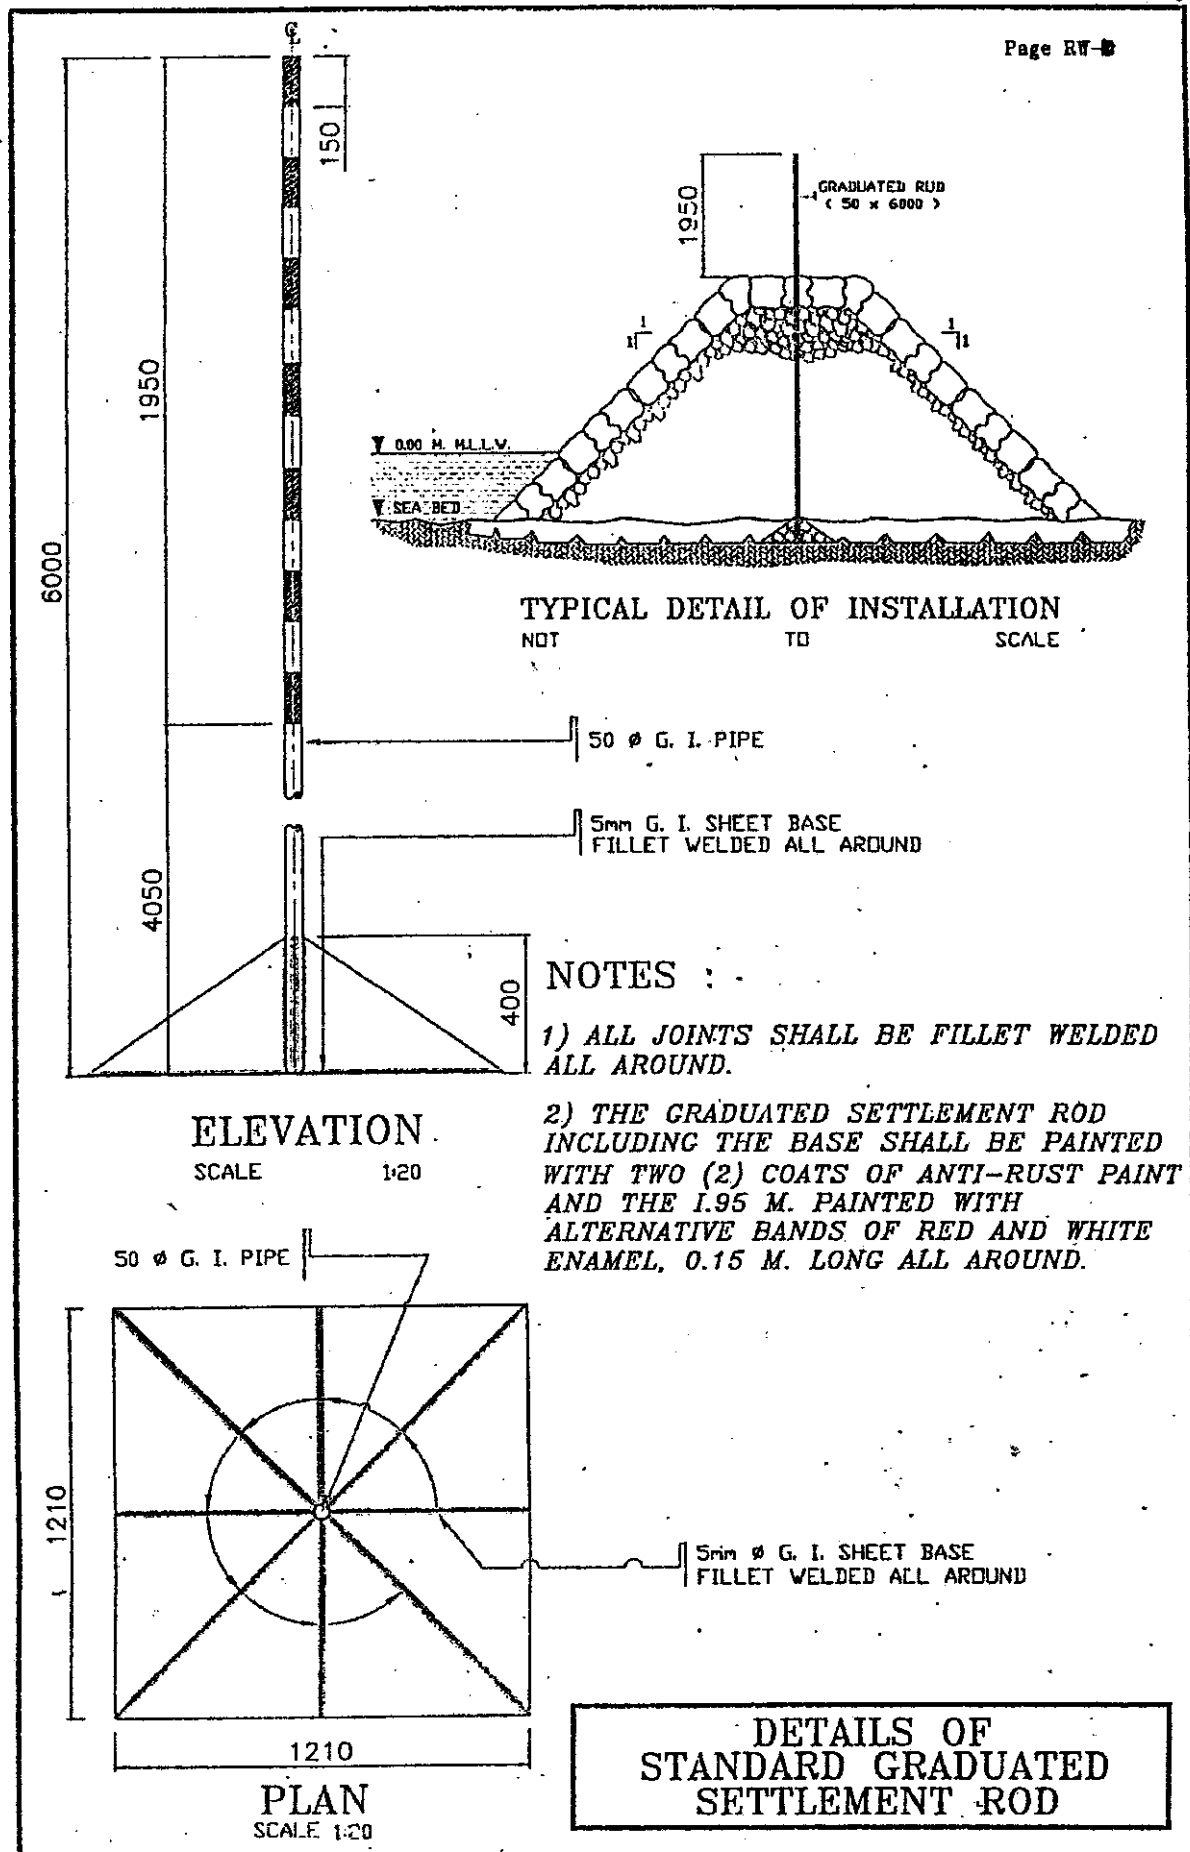 Page RW-
℄
150
1950
6000
4050
400
1950
GRADUATED ROD
( 50 x 6000 )
1
1
1
1
0.00 M. M.L.L.W.
SEA BED
TYPICAL DETAIL OF INSTALLATION
NOT TO SCALE
50 ø G. I. PIPE
5mm G. I. SHEET BASE
FILLET WELDED ALL AROUND
ELEVATION
SCALE 1:20
NOTES :
1) ALL JOINTS SHALL BE FILLET WELDED
ALL AROUND.
2) THE GRADUATED SETTLEMENT ROD
INCLUDING THE BASE SHALL BE PAINTED
WITH TWO (2) COATS OF ANTI-RUST PAINT
AND THE 1.95 M. PAINTED WITH
ALTERNATIVE BANDS OF RED AND WHITE
ENAMEL, 0.15 M. LONG ALL AROUND.
50 ø G. I. PIPE
1210
5mm ø G. I. SHEET BASE
FILLET WELDED ALL AROUND
1210
PLAN
SCALE 1:20
DETAILS OF
STANDARD GRADUATED
SETTLEMENT ROD